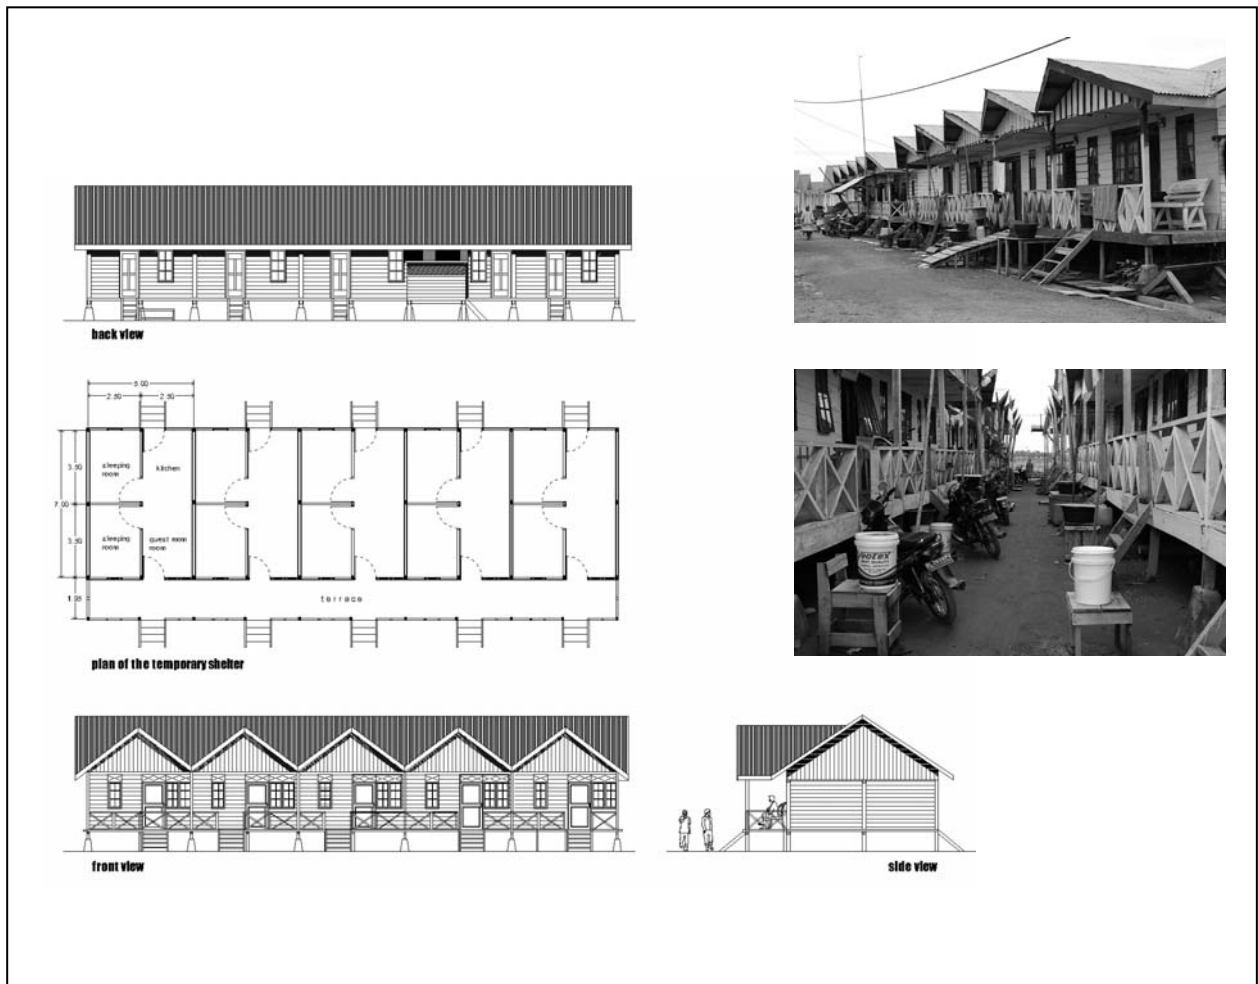 back view
5.00
2.50 2.50
sleeping
room
kitchen
3.50
7.00
3.50
sleeping
room
guest room
room
1.95
terrace
plan of the temporary shelter
front view
side view